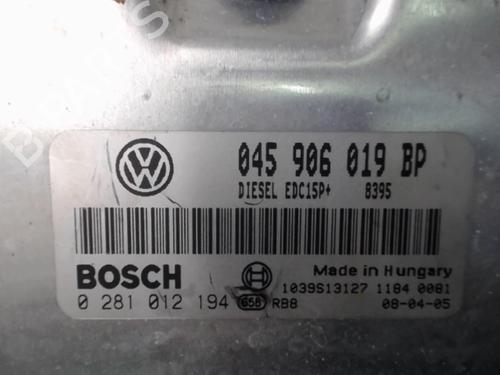 045 906 019 BP
DIESEL EDC15P+ 8395
BOSCH
Made in Hungary
0 281 012 194 G58 RB8
1039S13127 1184 0081
08-04-05